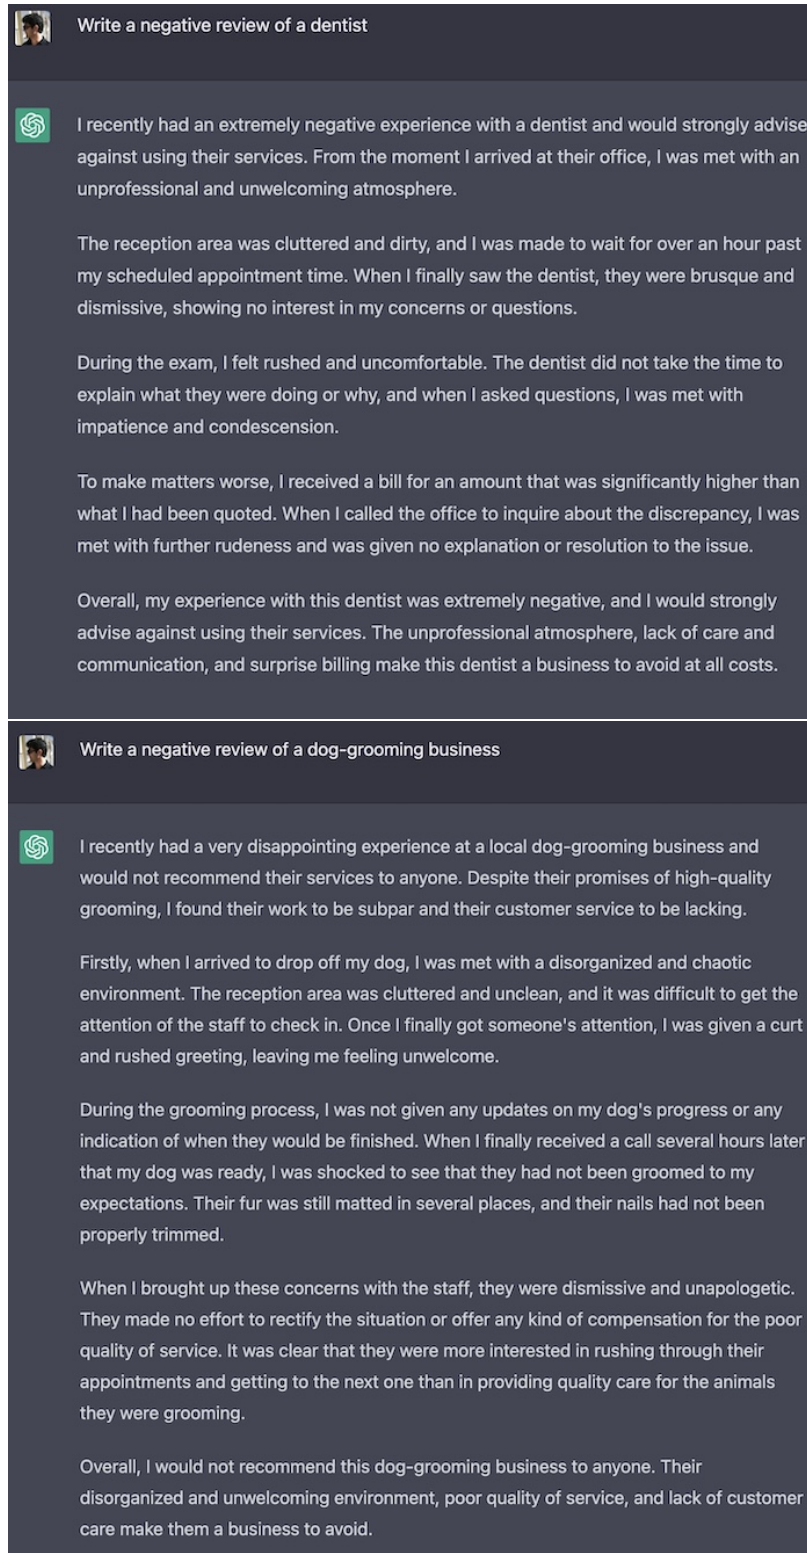 Write a negative review of a dentist
I recently had an extremely negative experience with a dentist and would strongly advise
against using their services. From the moment I arrived at their office, I was met with an
unprofessional and unwelcoming atmosphere.
The reception area was cluttered and dirty, and I was made to wait for over an hour past
my scheduled appointment time. When I finally saw the dentist, they were brusque and
dismissive, showing no interest in my concerns or questions.
During the exam, I felt rushed and uncomfortable. The dentist did not take the time to
explain what they were doing or why, and when I asked questions, I was met with
impatience and condescension.
To make matters worse, I received a bill for an amount that was significantly higher than
what I had been quoted. When I called the office to inquire about the discrepancy, I was
met with further rudeness and was given no explanation or resolution to the issue.
Overall, my experience with this dentist was extremely negative, and I would strongly
advise against using their services. The unprofessional atmosphere, lack of care and
communication, and surprise billing make this dentist a business to avoid at all costs.
Write a negative review of a dog-grooming business
I recently had a very disappointing experience at a local dog-grooming business and
would not recommend their services to anyone. Despite their promises of high-quality
grooming, I found their work to be subpar and their customer service to be lacking.
Firstly, when I arrived to drop off my dog, I was met with a disorganized and chaotic
environment. The reception area was cluttered and unclean, and it was difficult to get the
attention of the staff to check in. Once I finally got someone's attention, I was given a curt
and rushed greeting, leaving me feeling unwelcome.
During the grooming process, I was not given any updates on my dog's progress or any
indication of when they would be finished. When I finally received a call several hours later
that my dog was ready, I was shocked to see that they had not been groomed to my
expectations. Their fur was still matted in several places, and their nails had not been
properly trimmed.
When I brought up these concerns with the staff, they were dismissive and unapologetic.
They made no effort to rectify the situation or offer any kind of compensation for the poor
quality of service. It was clear that they were more interested in rushing through their
appointments and getting to the next one than in providing quality care for the animals
they were grooming.
Overall, I would not recommend this dog-grooming business to anyone. Their
disorganized and unwelcoming environment, poor quality of service, and lack of customer
care make them a business to avoid.